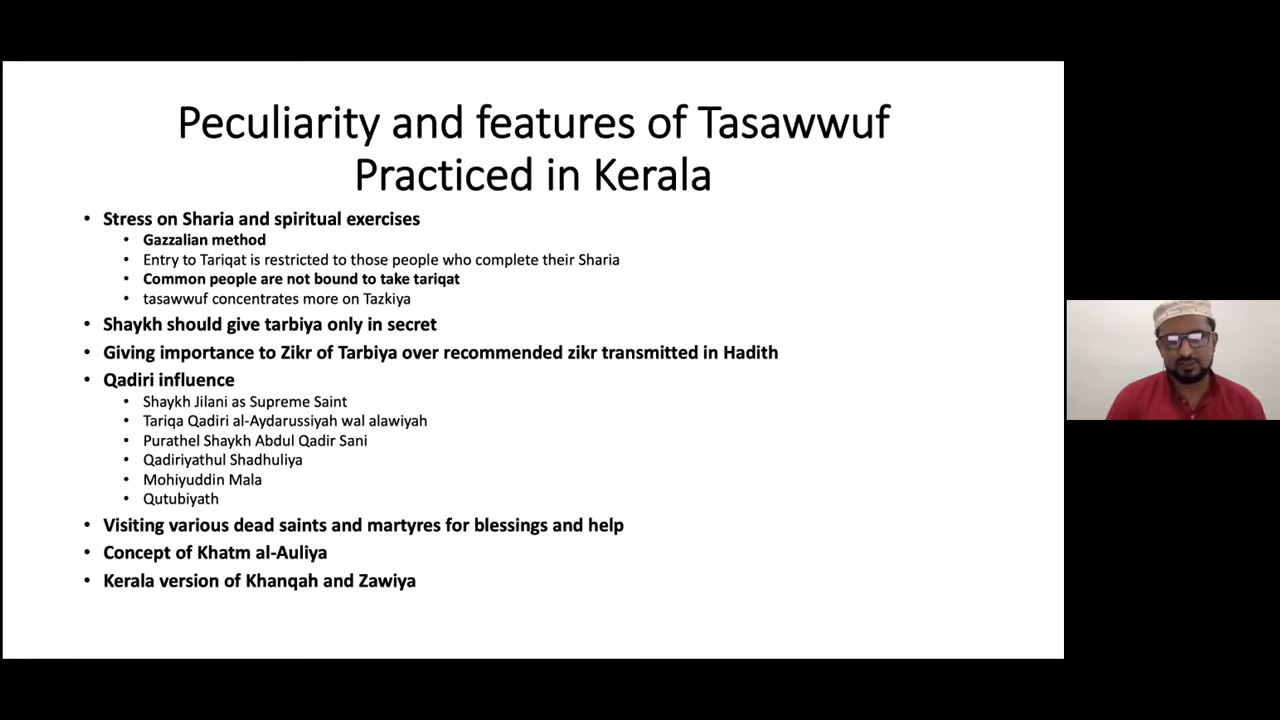 Peculiarity and features of Tasawwuf
Practiced in Kerala
• Stress on Sharia and spiritual exercises
• Gazzalian method
• Entry to Tariqat is restricted to those people who complete their Sharia
• Common people are not bound to take tariqat
• tasawwuf concentrates more on Tazkiya
• Shaykh should give tarbiya only in secret
• Giving importance to Zikr of Tarbiya over recommended zikr transmitted in Hadith
• Qadiri influence
• Shaykh Jilani as Supreme Saint
• Tariqa Qadiri al-Aydarussiyah wal alawiyah
• Purathel Shaykh Abdul Qadir Sani
• Qadiriyathul Shadhuliya
• Mohiyuddin Mala
• Qutubiyath
• Visiting various dead saints and martyres for blessings and help
• Concept of Khatm al-Auliya
• Kerala version of Khanqah and Zawiya